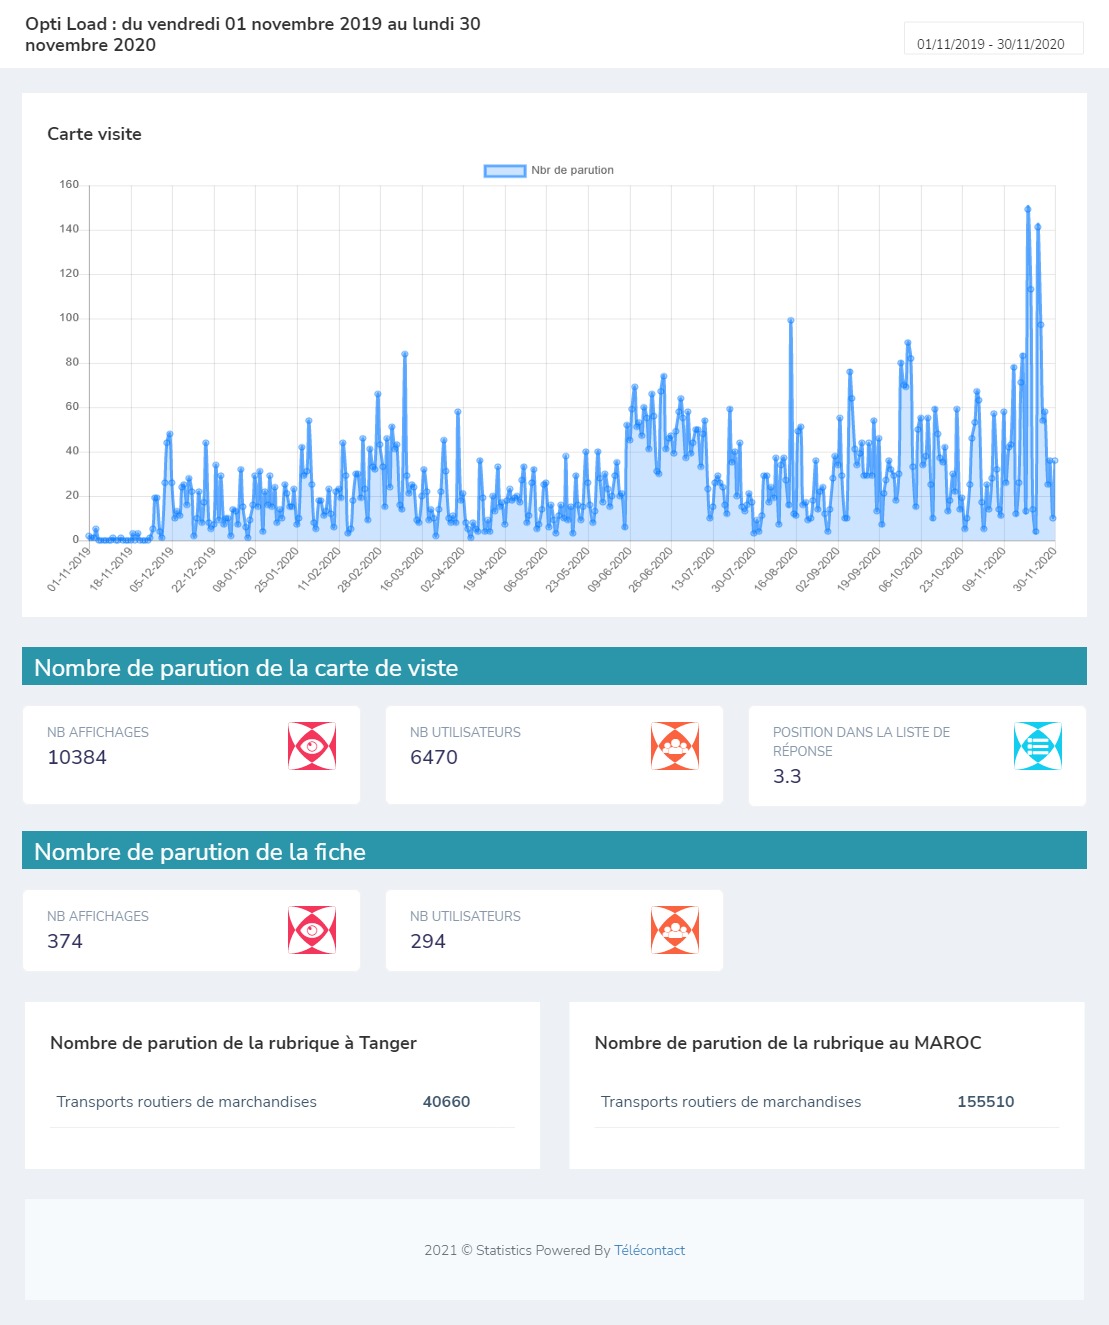 Opti Load : du vendredi 01 novembre 2019 au lundi 30
novembre 2020
01/11/2019 - 30/11/2020
Carte visite
Nbr de parution
160
140
120
100
80
60
40
20
0
01-11-2019
18-11-2019
05-12-2019
22-12-2019
08-01-2020
25-01-2020
11-02-2020
28-02-2020
16-03-2020
02-04-2020
19-04-2020
06-05-2020
23-05-2020
09-06-2020
26-06-2020
13-07-2020
30-07-2020
16-08-2020
02-09-2020
19-09-2020
06-10-2020
23-10-2020
09-11-2020
30-11-2020
Nombre de parution de la carte de viste
NB AFFICHAGES
10384
NB UTILISATEURS
6470
POSITION DANS LA LISTE DE
RÉPONSE
3.3
Nombre de parution de la fiche
NB AFFICHAGES
374
NB UTILISATEURS
294
Nombre de parution de la rubrique à Tanger
Transports routiers de marchandises 40660
Nombre de parution de la rubrique au MAROC
Transports routiers de marchandises 155510
2021 © Statistics Powered By Télécontact